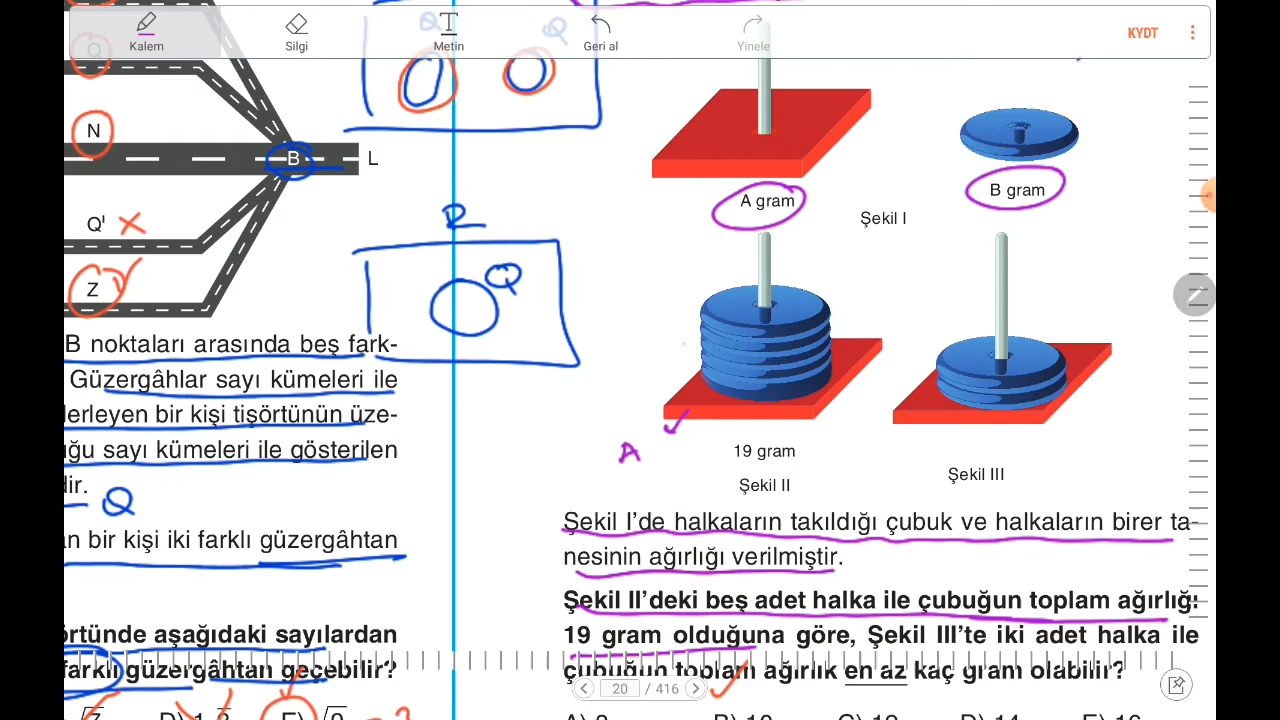 Kalem
Silgi
Metin
Geri al
Yinele
KYDT
Q
Q
N
B
L
Q'
Z
R
Q
B noktaları arasında beş fark-
Güzergâhlar sayı kümeleri ile
lerleyen bir kişi tişörtünün üze-
ğu sayı kümeleri ile gösterilen
dir.
Q
an bir kişi iki farklı güzergâhtan
örtünde aşağıdaki sayılardan
farklı güzergâhtan geçebilir?
A gram
B gram
Şekil I
A
19 gram
Şekil II
Şekil III
Şekil I'de halkaların takıldığı çubuk ve halkaların birer ta-
nesinin ağırlığı verilmiştir.
Şekil II'deki beş adet halka ile çubuğun toplam ağırlığı
19 gram olduğuna göre, Şekil III'te iki adet halka ile
çubuğun toplam ağırlık en az kaç gram olabilir?
20 / 416